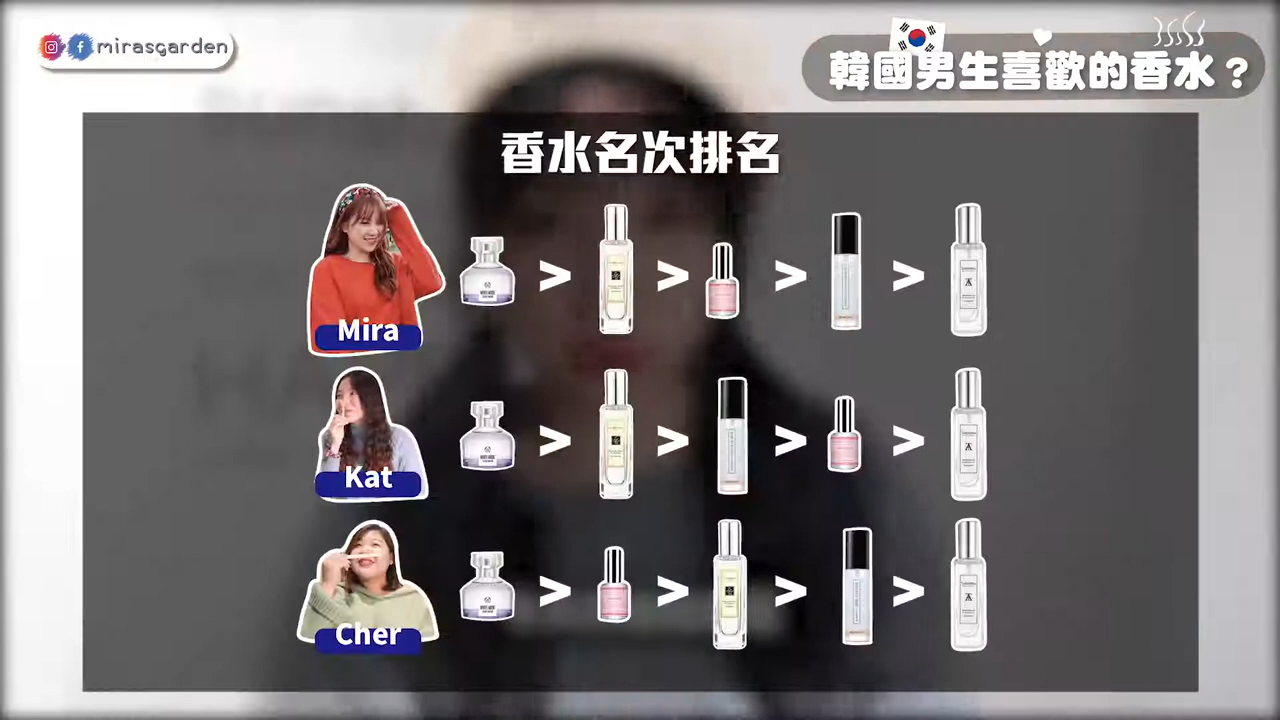 mirasgarden
韓國男生喜歡的香水？
香水名次排名
Mira
> > > >
Kat
> > > >
Cher
> > > >